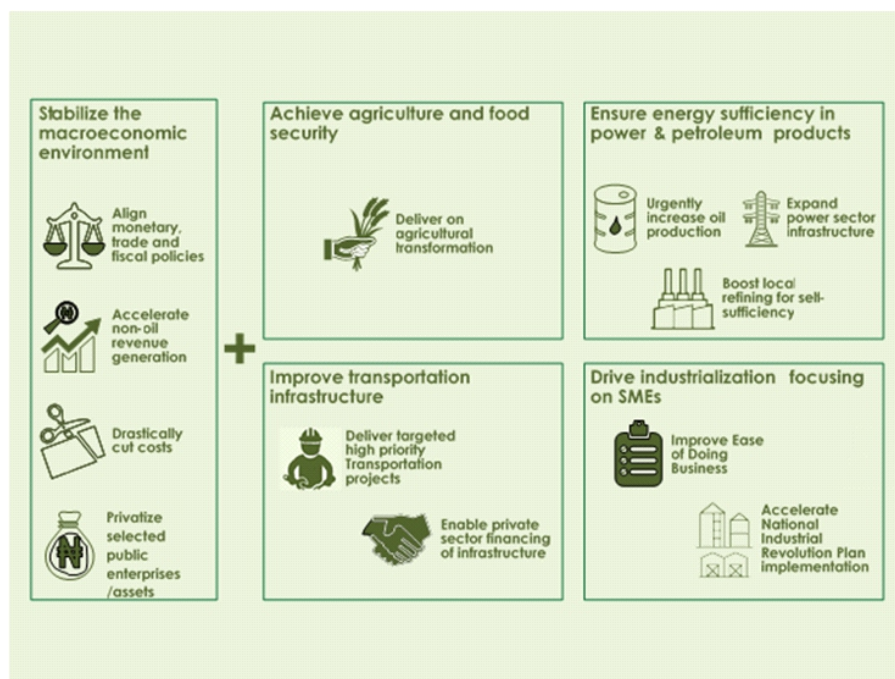 Stabilize the
macroeconomic
environment
Align
monetary,
trade and
fiscal policies
Accelerate
non-oil
revenue
generation
Drastically
cut costs
Privatize
selected
public
enterprises
/assets
+
Achieve agriculture and food
security
Deliver on
agricultural
transformation
Ensure energy sufficiency in
power & petroleum products
Urgently
increase oil
production
Expand
power sector
infrastructure
Boost local
refining for self-
sufficiency
Improve transportation
infrastructure
Deliver targeted
high priority
Transportation
projects
Enable private
sector financing
of infrastructure
Drive industrialization focusing
on SMEs
Improve Ease
of Doing
Business
Accelerate
National
Industrial
Revolution Plan
implementation